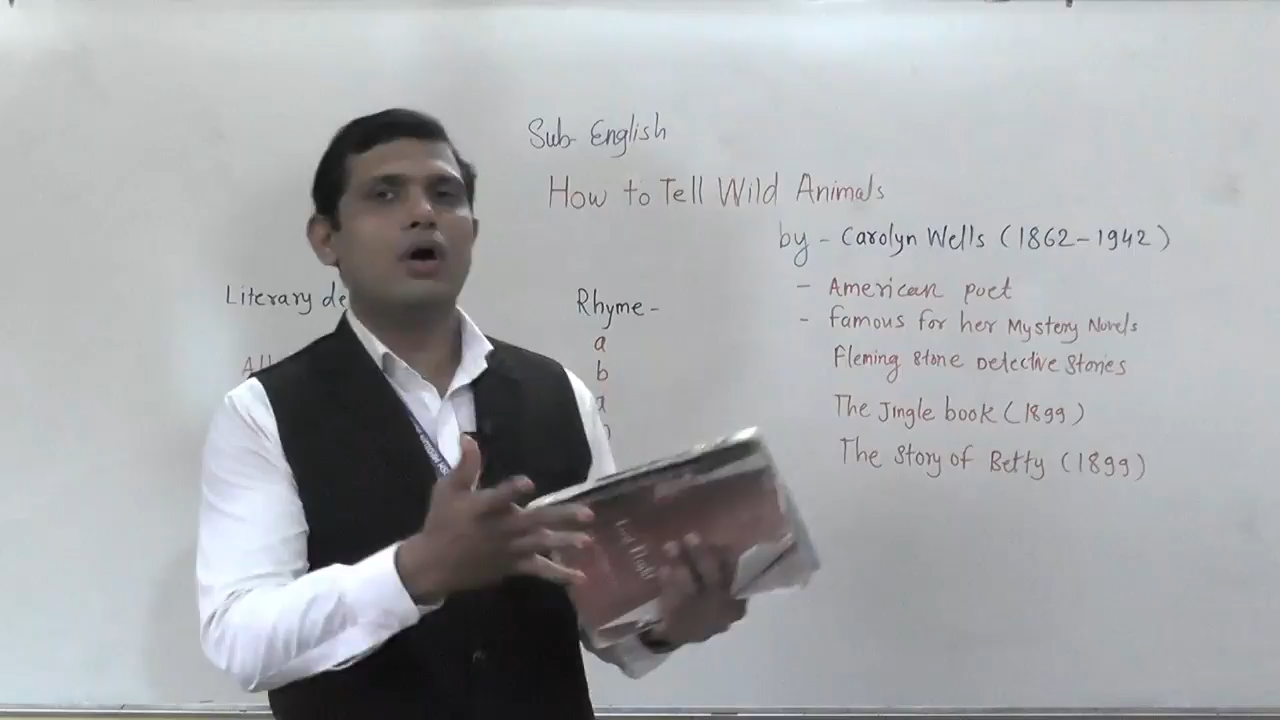 Sub- English
How to Tell Wild Animals
by - Carolyn Wells (1862-1942)
- American poet
- famous for her Mystery Novels
Fleming Stone Detective Stories
The Jingle book (1899)
The Story of Betty (1899)
Literary de
All
Rhyme -
a
b
a